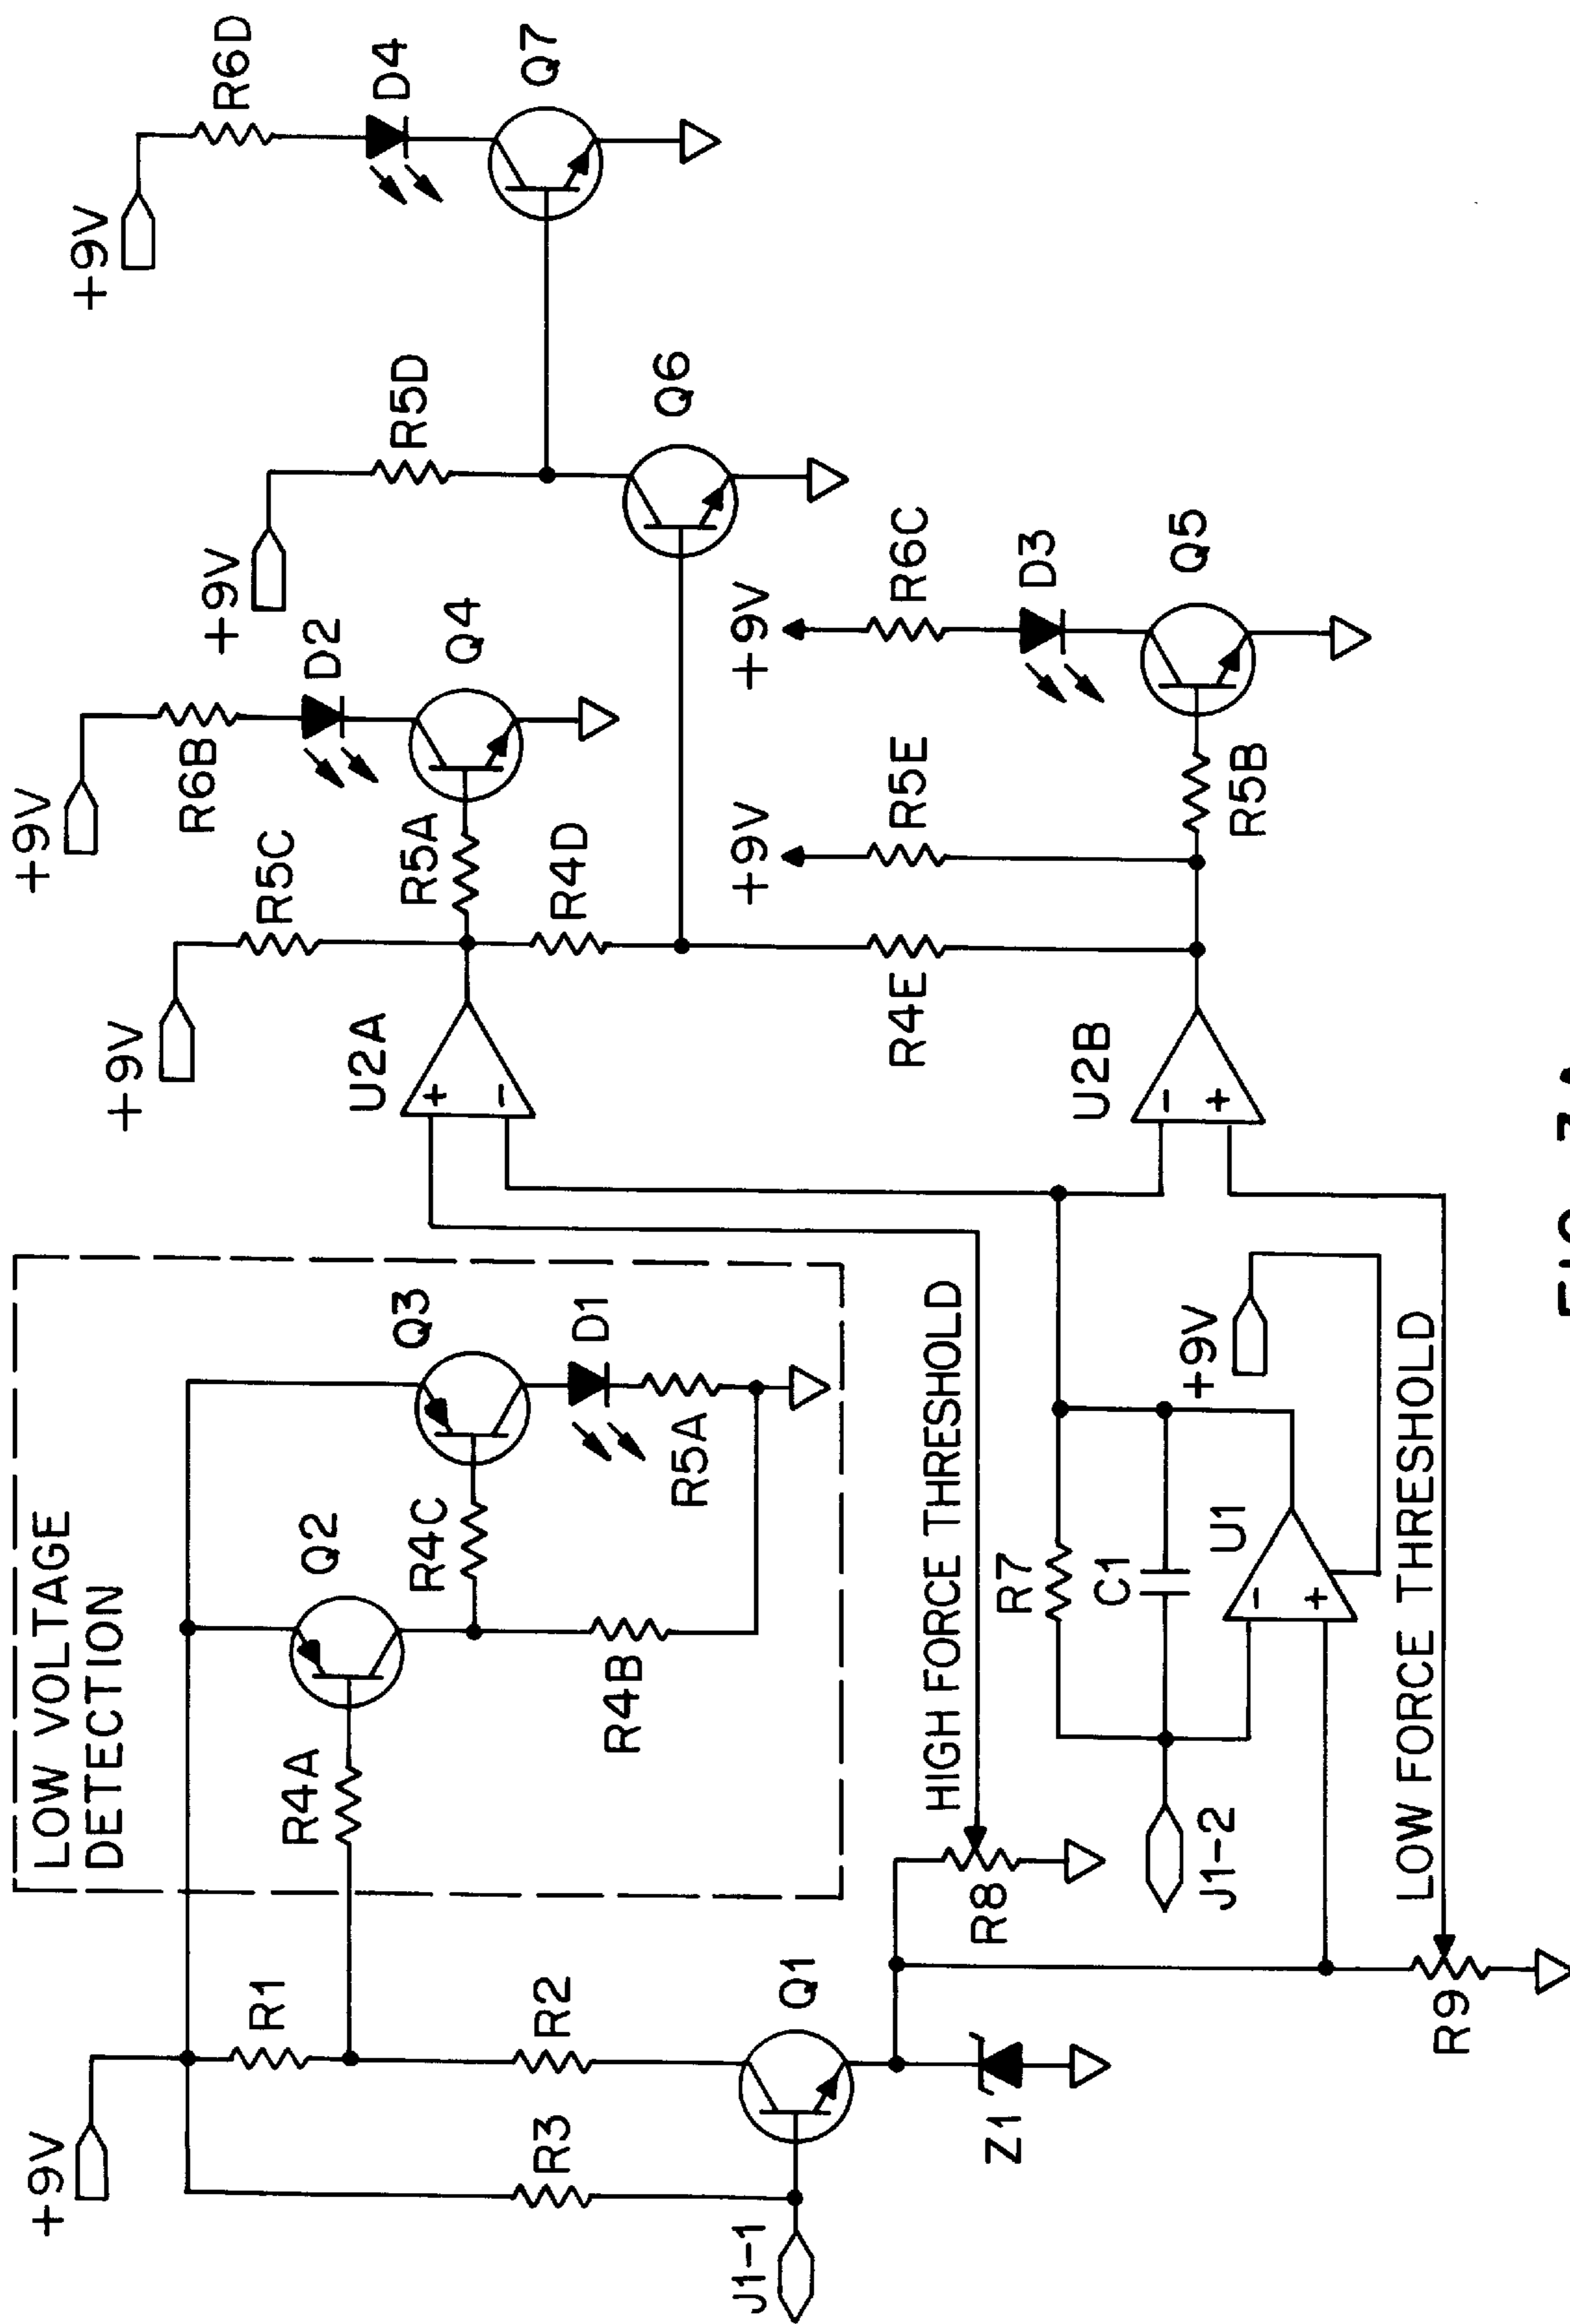 +9V
R6D
D4
Q7
+9V
R5D
Q6
+9V
R6B
D2
Q4
+9V
R5C
R5A
R4D
U2A
+
-
+9V
R6C
D3
Q5
+9V
R5E
R5B
R4E
U2B
-
+
LOW VOLTAGE
DETECTION
Q3
D1
R5A
Q2
R4C
R4B
R4A
HIGH FORCE THRESHOLD
R7
C1
U1
-
+
+9V
J1-2
LOW FORCE THRESHOLD
R8
R9
+9V
R1
R2
R3
Q1
Z1
J1-1